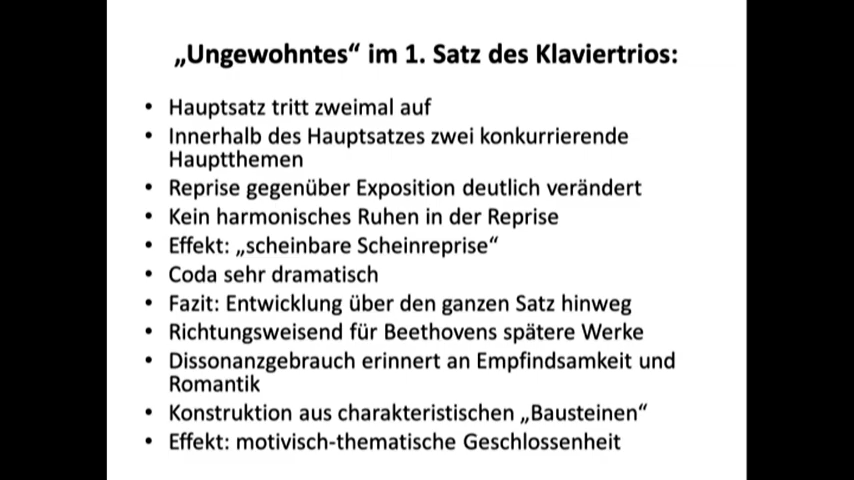 „Ungewohntes“ im 1. Satz des Klaviertrios:
• Hauptsatz tritt zweimal auf
• Innerhalb des Hauptsatzes zwei konkurrierende
Hauptthemen
• Reprise gegenüber Exposition deutlich verändert
• Kein harmonisches Ruhen in der Reprise
• Effekt: „scheinbare Scheinreprise“
• Coda sehr dramatisch
• Fazit: Entwicklung über den ganzen Satz hinweg
• Richtungsweisend für Beethovens spätere Werke
• Dissonanzgebrauch erinnert an Empfindsamkeit und
Romantik
• Konstruktion aus charakteristischen „Bausteinen“
• Effekt: motivisch-thematische Geschlossenheit